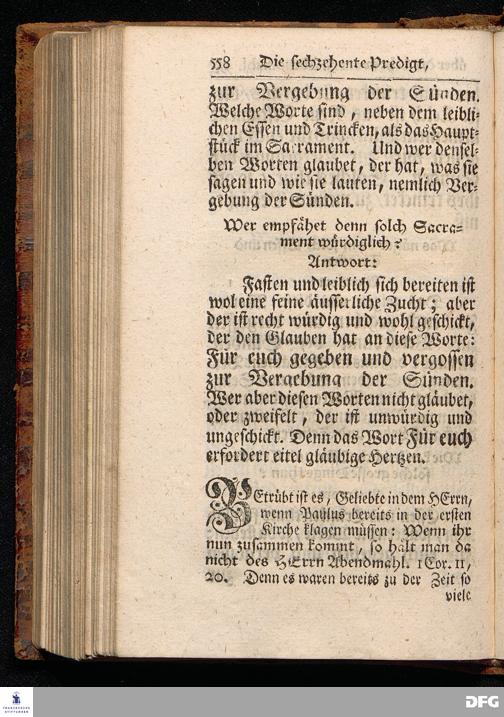 558 Die sechzehente Predigt,
zur Vergebung der Sünden.
Welche Worte sind, neben dem leibli-
chen Essen und Trincken, als das Haupt-
stück im Sacrament. Und wer densel-
ben Worten glaubet, der hat, was sie
sagen und wie sie lauten, nemlich Ver-
gebung der Sünden.
Wer empfähet denn solch Sacra-
ment würdiglich?
Antwort:
Fasten und leiblich sich bereiten ist
wol eine feine äusserliche Zucht; aber
der ist recht würdig und wohl geschickt,
der den Glauben hat an diese Worte:
Für euch gegeben und vergossen
zur Vergebung der Sünden.
Wer aber diesen Worten nicht gläubet,
oder zweifelt, der ist unwürdig und
ungeschickt. Denn das Wort Für euch
erfordert eitel gläubige Hertzen.
BEtrübt ist es, Geliebte in dem HErrn,
wenn Paulus bereits in der ersten
Kirche klagen müssen: Wenn ihr
nun zusammen kommt, so hält man da
nicht des HErrn Abendmahl. 1 Cor. 11,
20. Denn es waren bereits zu der Zeit so
viele
FRANCKESCHE
STIFTUNGEN
DFG